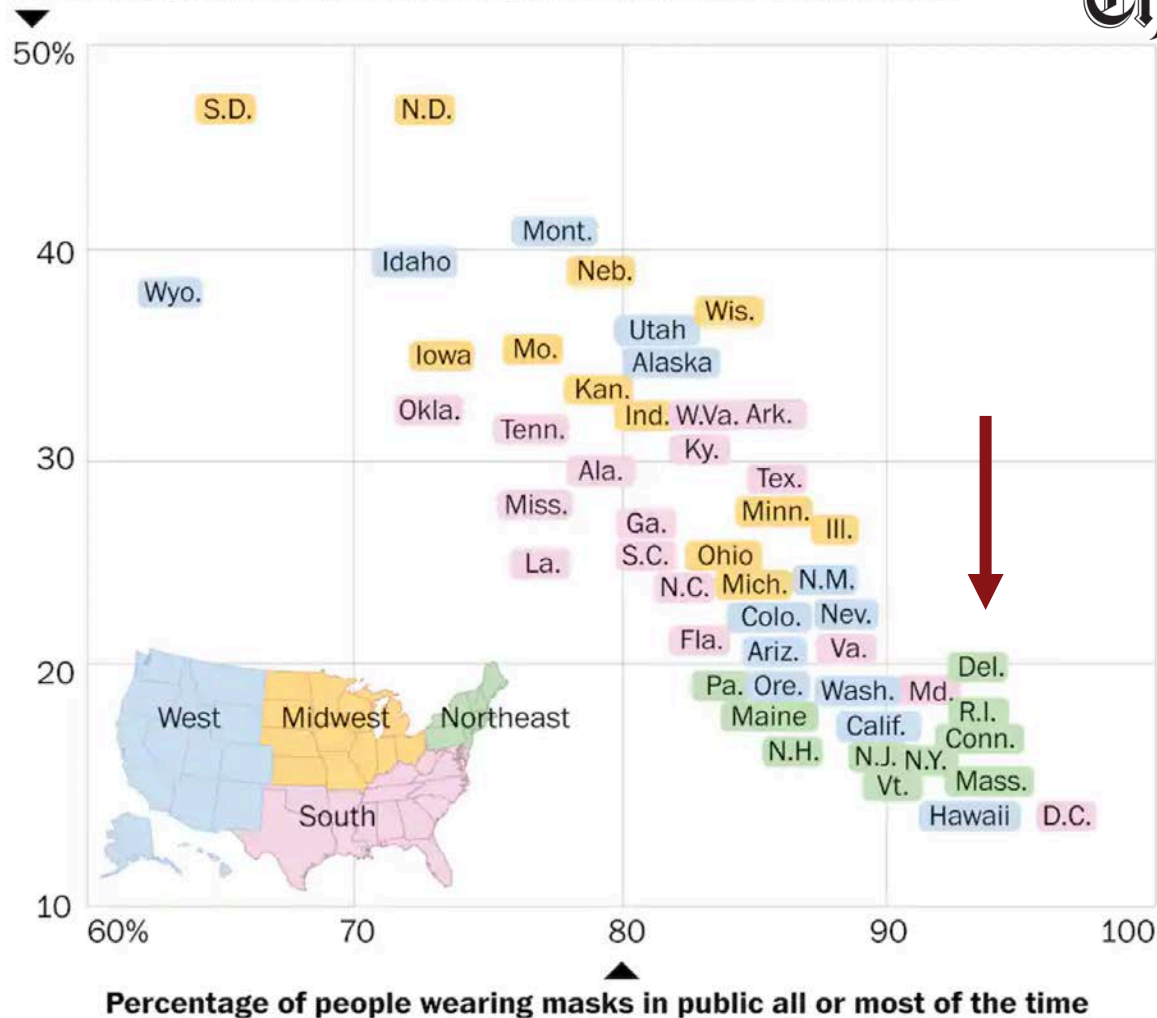 50%
S.D. N.D.
Mont.
40
Idaho
Neb.
Wyo.
Wis.
Utah
Iowa Mo.
Alaska
Kan.
Okla.
Ind. W.Va. Ark.
Tenn.
Ky.
30
Ala.
Tex.
Miss.
Minn.
Ga.
Ill.
La.
S.C. Ohio
N.C. Mich. N.M.
Colo. Nev.
Fla.
Ariz. Va.
20
Del.
Pa. Ore. Wash. Md.
West Midwest Northeast
Maine
R.I.
Calif.
Conn.
N.H.
N.J. N.Y.
Vt.
Mass.
South
Hawaii D.C.
10
60% 70 80 90 100
Percentage of people wearing masks in public all or most of the time